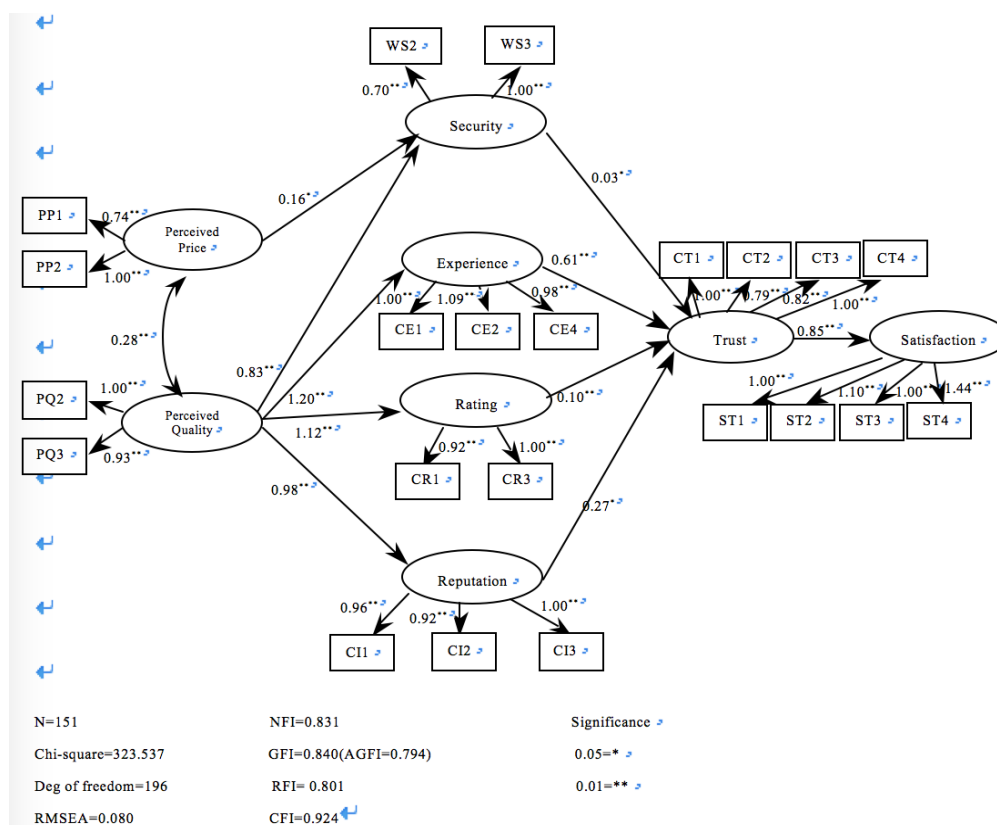 WS2
WS3
0.70**
1.00**
Security
0.16*
0.03*
PP1
0.74**
Perceived
Price
PP2
1.00**
Experience
0.61**
CT1
CT2
CT3
CT4
1.00**
1.09**
0.98**
1.00**
0.79**
0.82**
1.00**
CE1
CE2
CE4
Trust
0.85**
Satisfaction
0.28**
0.83**
1.00**
1.10**
1.00**
1.44**
PQ2
1.00**
Perceived
Quality
1.20**
Rating
0.10**
ST1
ST2
ST3
ST4
1.12**
PQ3
0.93**
0.92**
1.00**
CR1
CR3
0.98**
0.27*
Reputation
0.96**
0.92**
1.00**
CI1
CI2
CI3
N=151
NFI=0.831
Significance
Chi-square=323.537
GFI=0.840(AGFI=0.794)
0.05=*
Deg of freedom=196
RFI= 0.801
0.01=**
RMSEA=0.080
CFI=0.924